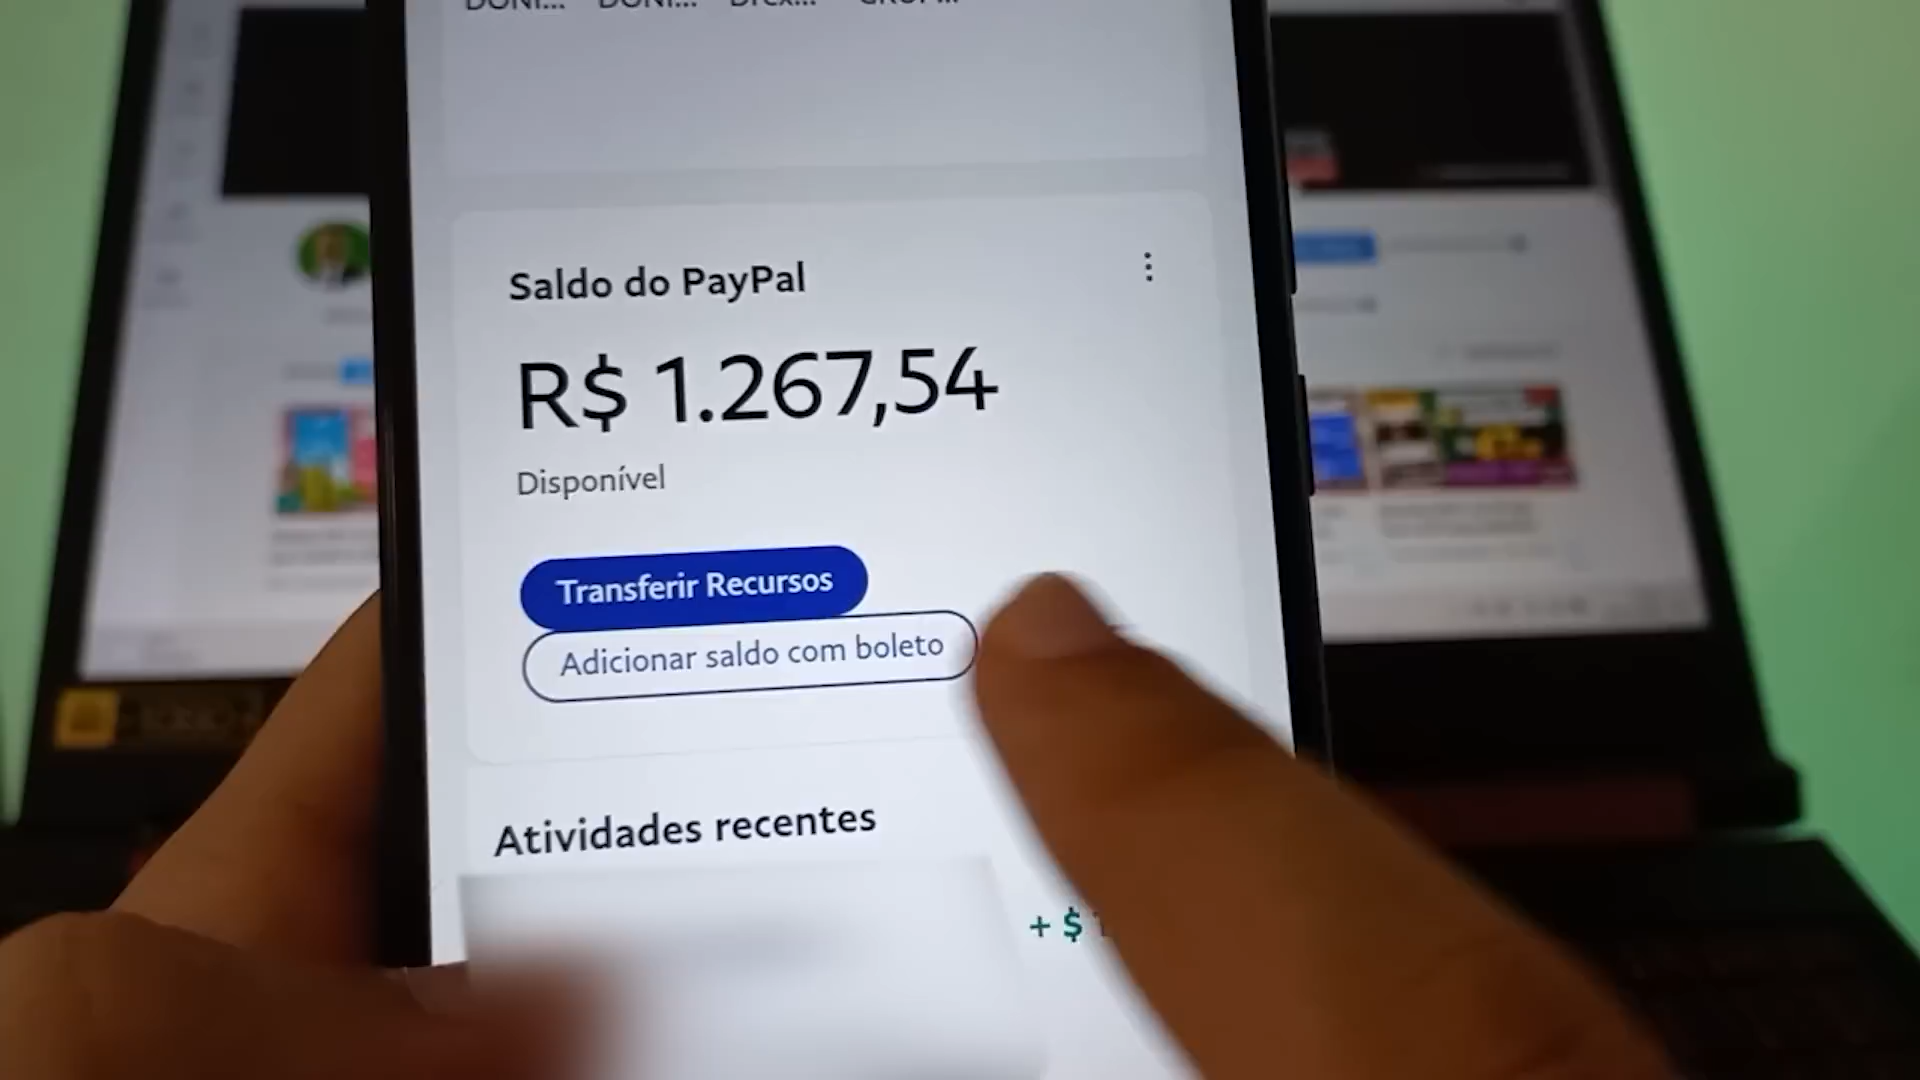 Saldo do PayPal
R$ 1.267,54
Disponível
Transferir Recursos
Adicionar saldo com boleto
Atividades recentes
+ $